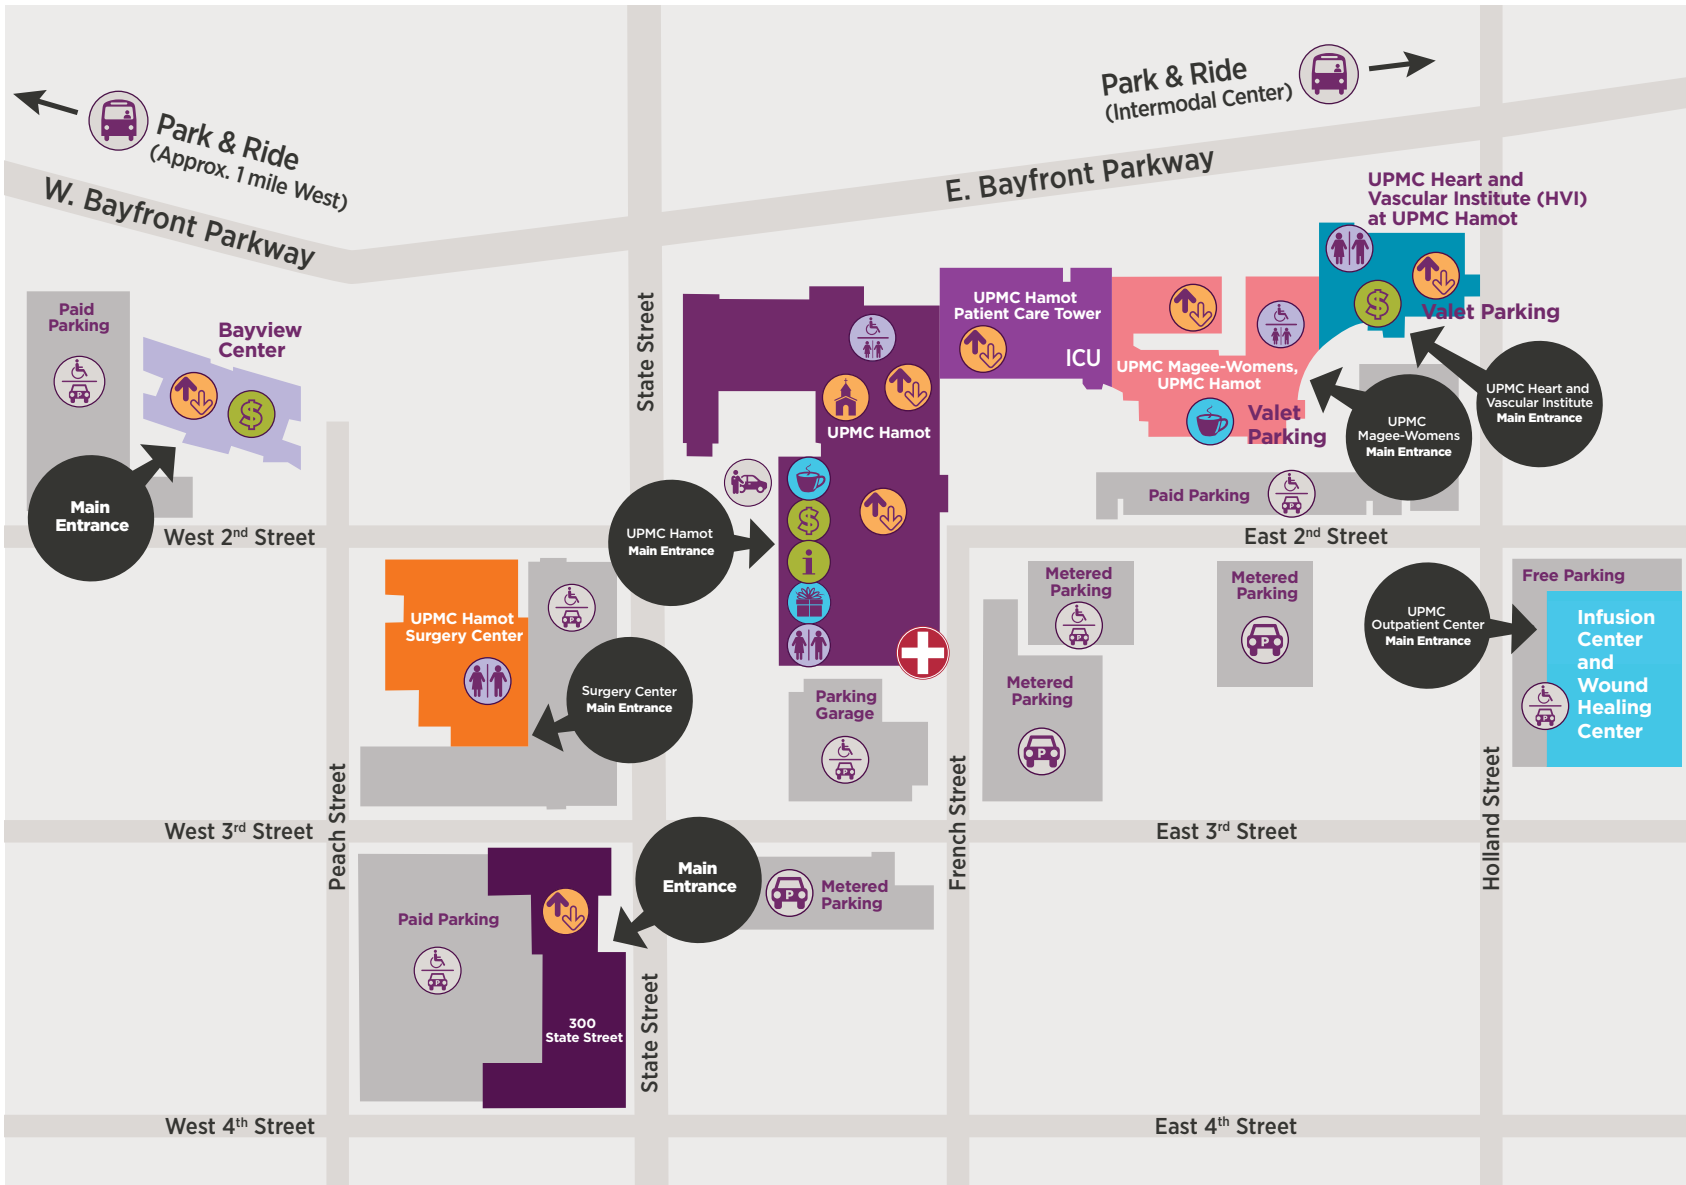 Park & Ride
(Intermodal Center)
Park & Ride
(Approx. 1 mile West)
E. Bayfront Parkway
W. Bayfront Parkway
UPMC Heart and
Vascular Institute (HVI)
at UPMC Hamot
Valet Parking
Paid
Parking
Bayview
Center
State Street
UPMC Hamot
Patient Care Tower
ICU
UPMC Magee-Womens,
UPMC Hamot
Valet
Parking
UPMC Hamot
UPMC Heart and
Vascular Institute
Main Entrance
UPMC
Magee-Womens
Main Entrance
Main
Entrance
Paid Parking
P
P
$
$
$
i
UPMC Hamot
Main Entrance
West 2nd Street
East 2nd Street
Metered
Parking
P
Metered
Parking
P
Free Parking
UPMC Hamot
Surgery Center
P
UPMC
Outpatient Center
Main Entrance
Infusion
Center
and
Wound
Healing
Center
P
Surgery Center
Main Entrance
Parking
Garage
P
Metered
Parking
P
Peach Street
French Street
Holland Street
West 3rd Street
East 3rd Street
Main
Entrance
P
Metered
Parking
Paid Parking
P
300
State Street
State Street
West 4th Street
East 4th Street